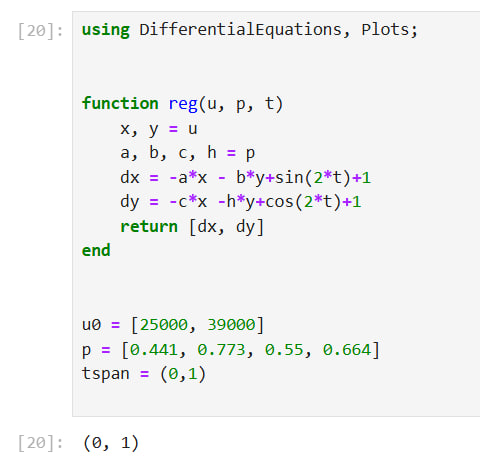 [20]: using DifferentialEquations, Plots;
function reg(u, p, t)
    x, y = u
    a, b, c, h = p
    dx = -a*x - b*y+sin(2*t)+1
    dy = -c*x -h*y+cos(2*t)+1
    return [dx, dy]
end
u0 = [25000, 39000]
p = [0.441, 0.773, 0.55, 0.664]
tspan = (0,1)
[20]: (0, 1)